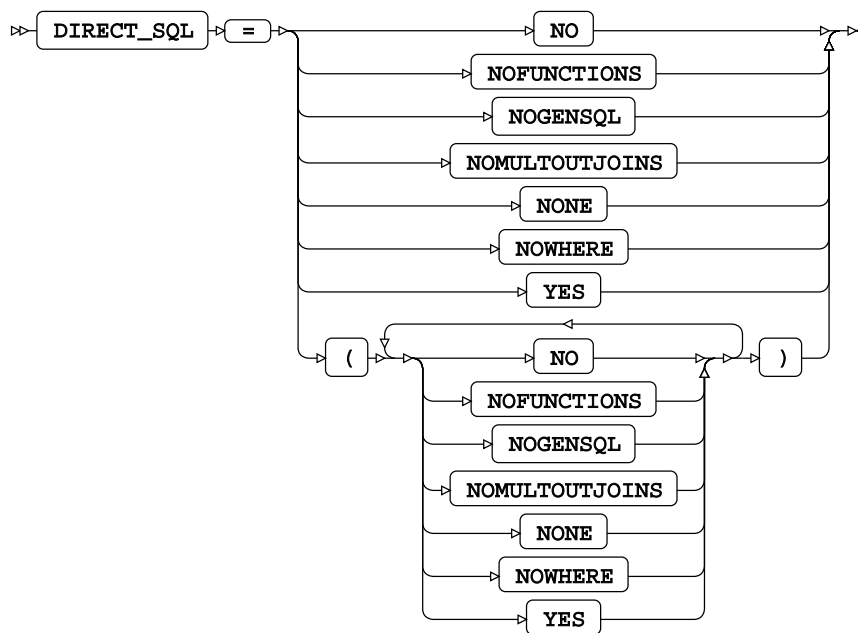 DIRECT_SQL = NO
NOFUNCTIONS
NOGENSQL
NOMULTOUTJOINS
NONE
NOWHERE
YES
( NO )
NOFUNCTIONS
NOGENSQL
NOMULTOUTJOINS
NONE
NOWHERE
YES